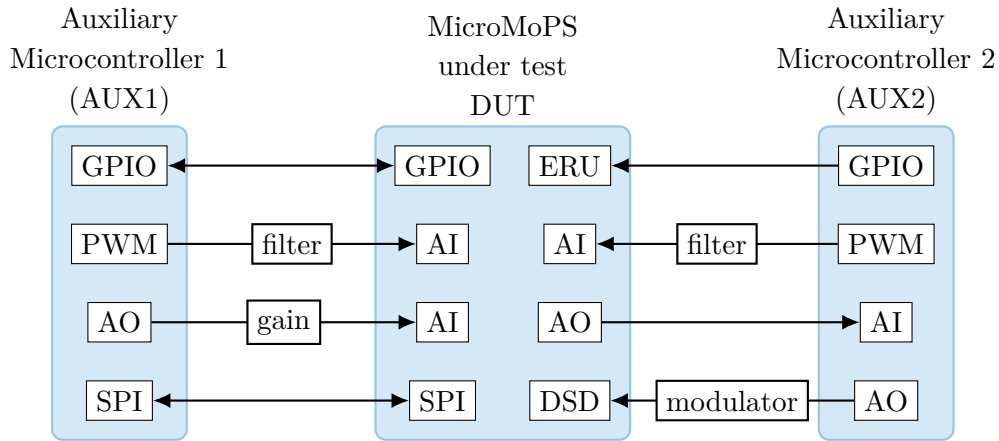 Auxiliary
Microcontroller 1
(AUX1)
MicroMoPS
under test
DUT
Auxiliary
Microcontroller 2
(AUX2)
GPIO GPIO ERU GPIO
PWM filter AI AI filter PWM
AO gain AI AO AI
SPI SPI DSD modulator AO